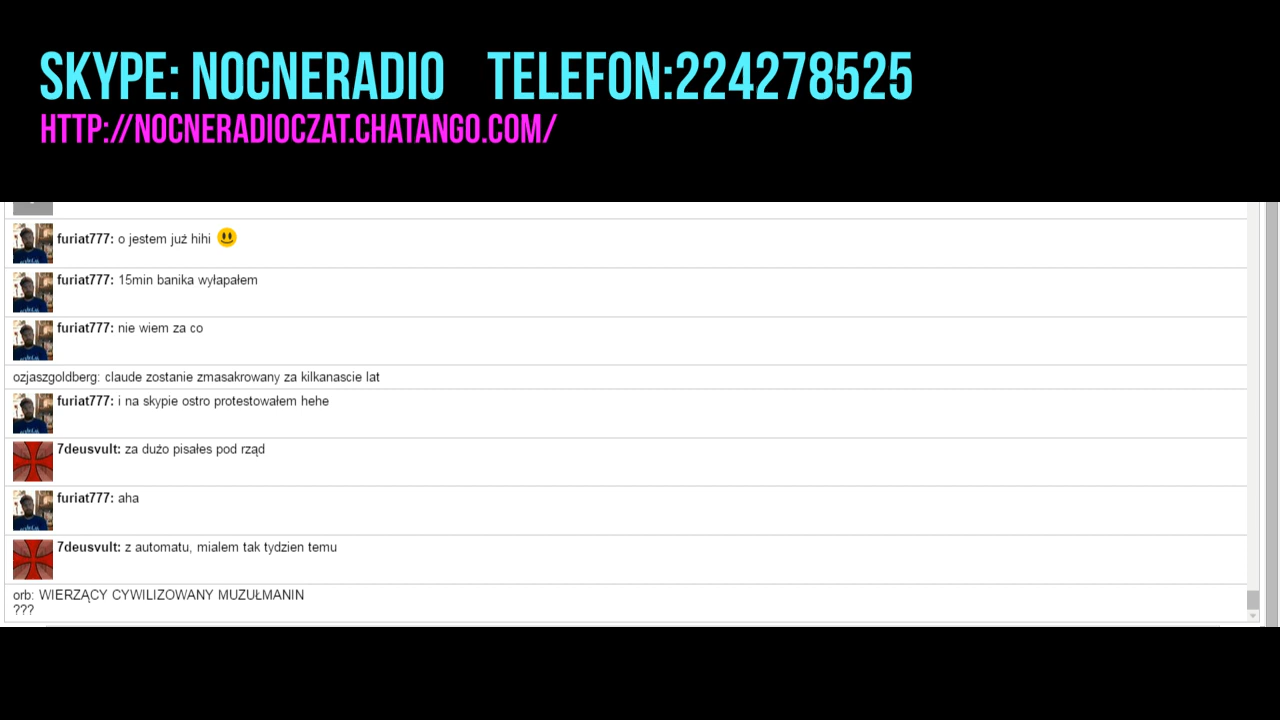 SKYPE: NOCNERADIO TELEFON:224278525
HTTP://NOCNERADIOCZAT.CHATANGO.COM/
furiat777: o jestem już hihi
furiat777: 15min banika wyłapałem
furiat777: nie wiem za co
ozjaszgoldberg: claude zostanie zmasakrowany za kilkanascie lat
furiat777: i na skypie ostro protestowałem hehe
7deusvult: za dużo pisałes pod rząd
furiat777: aha
7deusvult: z automatu, mialem tak tydzien temu
orb: WIERZĄCY CYWILIZOWANY MUZUŁMANIN
???